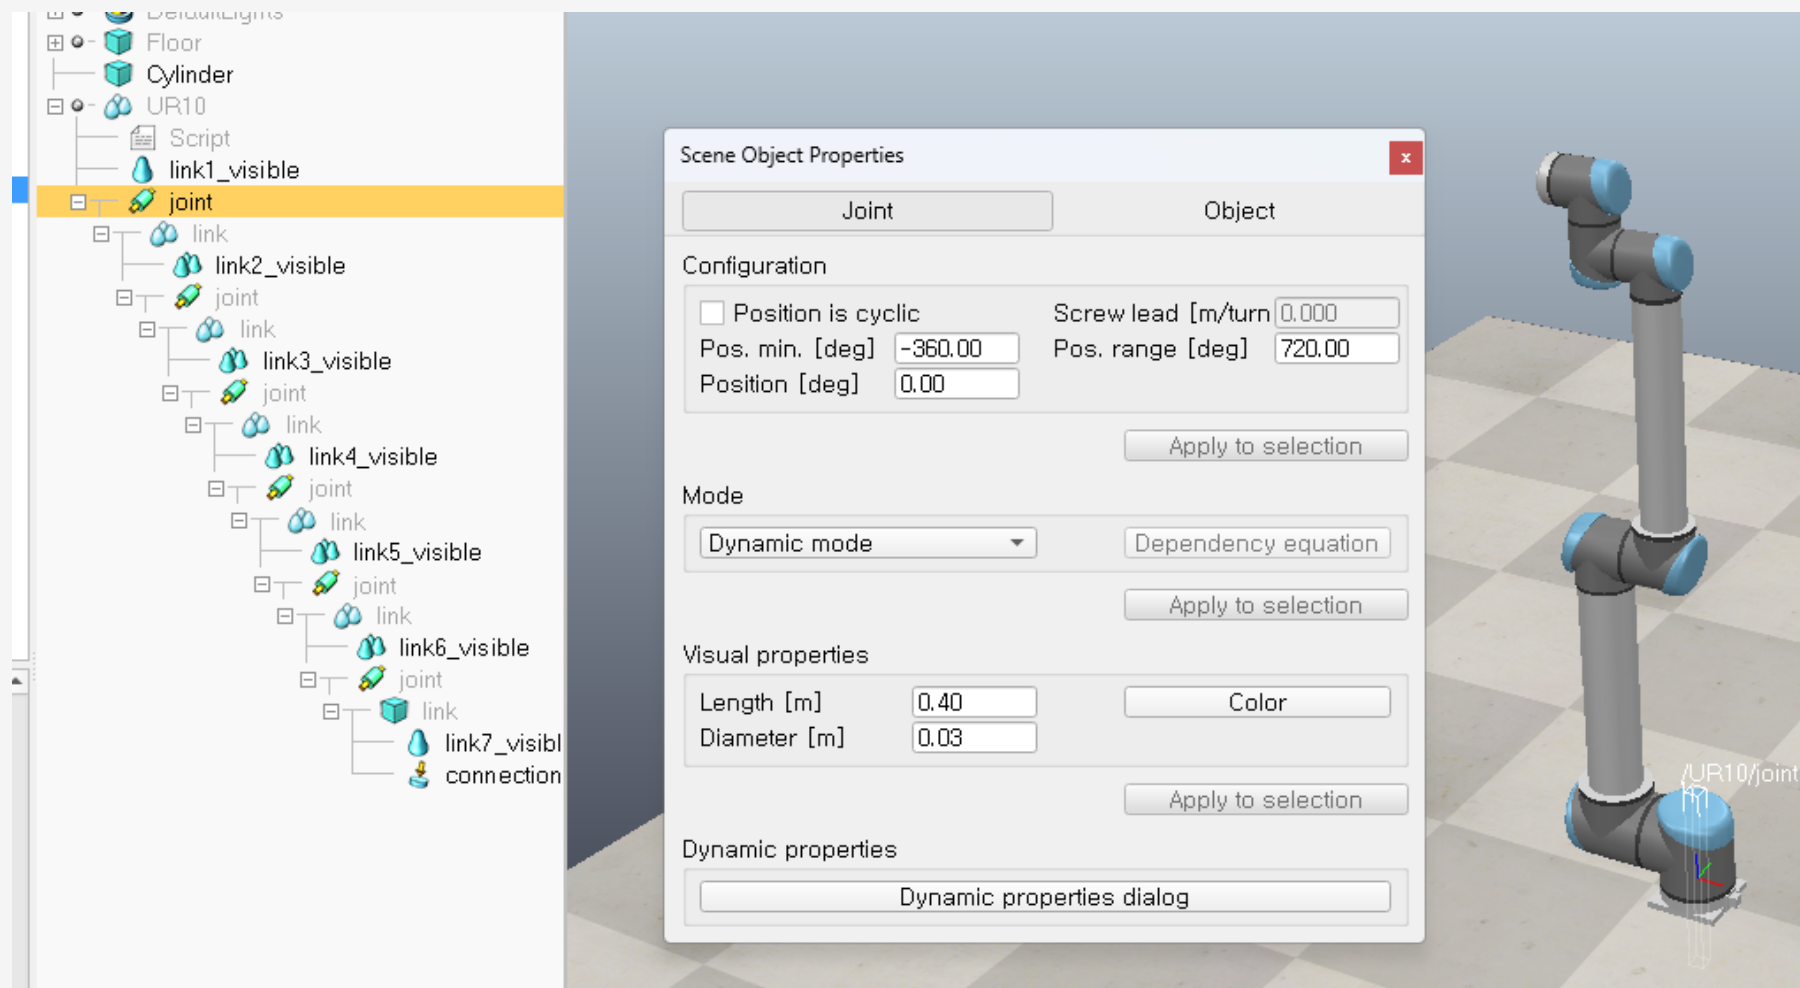 DefaultLights
Floor
Cylinder
UR10
Script
link1_visible
joint
link
link2_visible
joint
link
link3_visible
joint
link
link4_visible
joint
link
link5_visible
joint
link
link6_visible
joint
link
link7_visibl
connection
Scene Object Properties
x
Joint Object
Configuration
Position is cyclic Screw lead [m/turn 0.000
Pos. min. [deg] -360.00 Pos. range [deg] 720.00
Position [deg] 0.00
Apply to selection
Mode
Dynamic mode Dependency equation
Apply to selection
Visual properties
Length [m] 0.40 Color
Diameter [m] 0.03
Apply to selection
Dynamic properties
Dynamic properties dialog
/UR10/joint